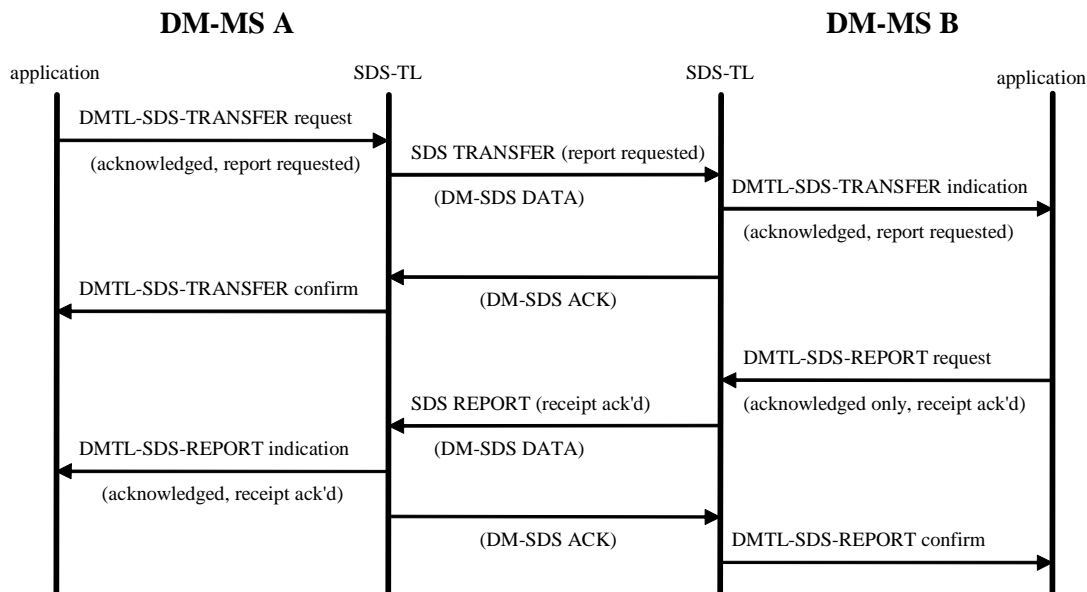 DM-MS A
DM-MS B
application
SDS-TL
SDS-TL
application
DMTL-SDS-TRANSFER request
(acknowledged, report requested)
SDS TRANSFER (report requested)
(DM-SDS DATA)
DMTL-SDS-TRANSFER indication
(acknowledged, report requested)
DMTL-SDS-TRANSFER confirm
(DM-SDS ACK)
DMTL-SDS-REPORT request
(acknowledged only, receipt ack'd)
SDS REPORT (receipt ack'd)
(DM-SDS DATA)
DMTL-SDS-REPORT indication
(acknowledged, receipt ack'd)
(DM-SDS ACK)
DMTL-SDS-REPORT confirm